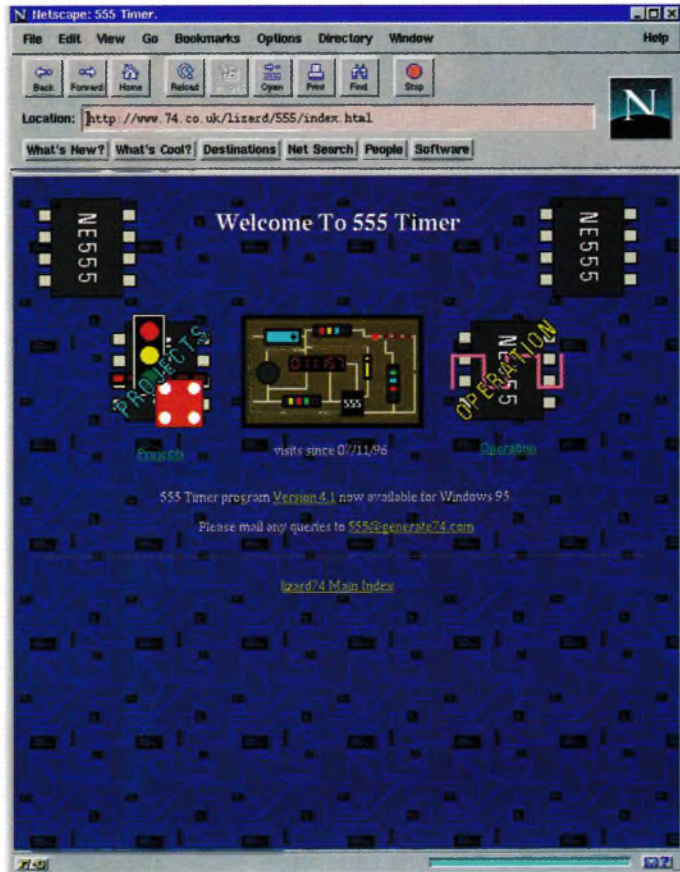 Netscape: 555 Timer.
File Edit View Go Bookmarks Options Directory Window Help
Back Forward Home Reload Open Print Find Stop
N
Location: http://www.74.co.uk/lizard/555/index.html
What's New? What's Cool? Destinations Net Search People Software
Welcome To 555 Timer
NE555
NE555
PROJECTS
555
NE555
OPERATION
Projects
visits since 07/11/96
Operation
555 Timer program Version 4.1 now available for Windows 95.
Please mail any queries to 555@generate74.com
lizard74 Main Index